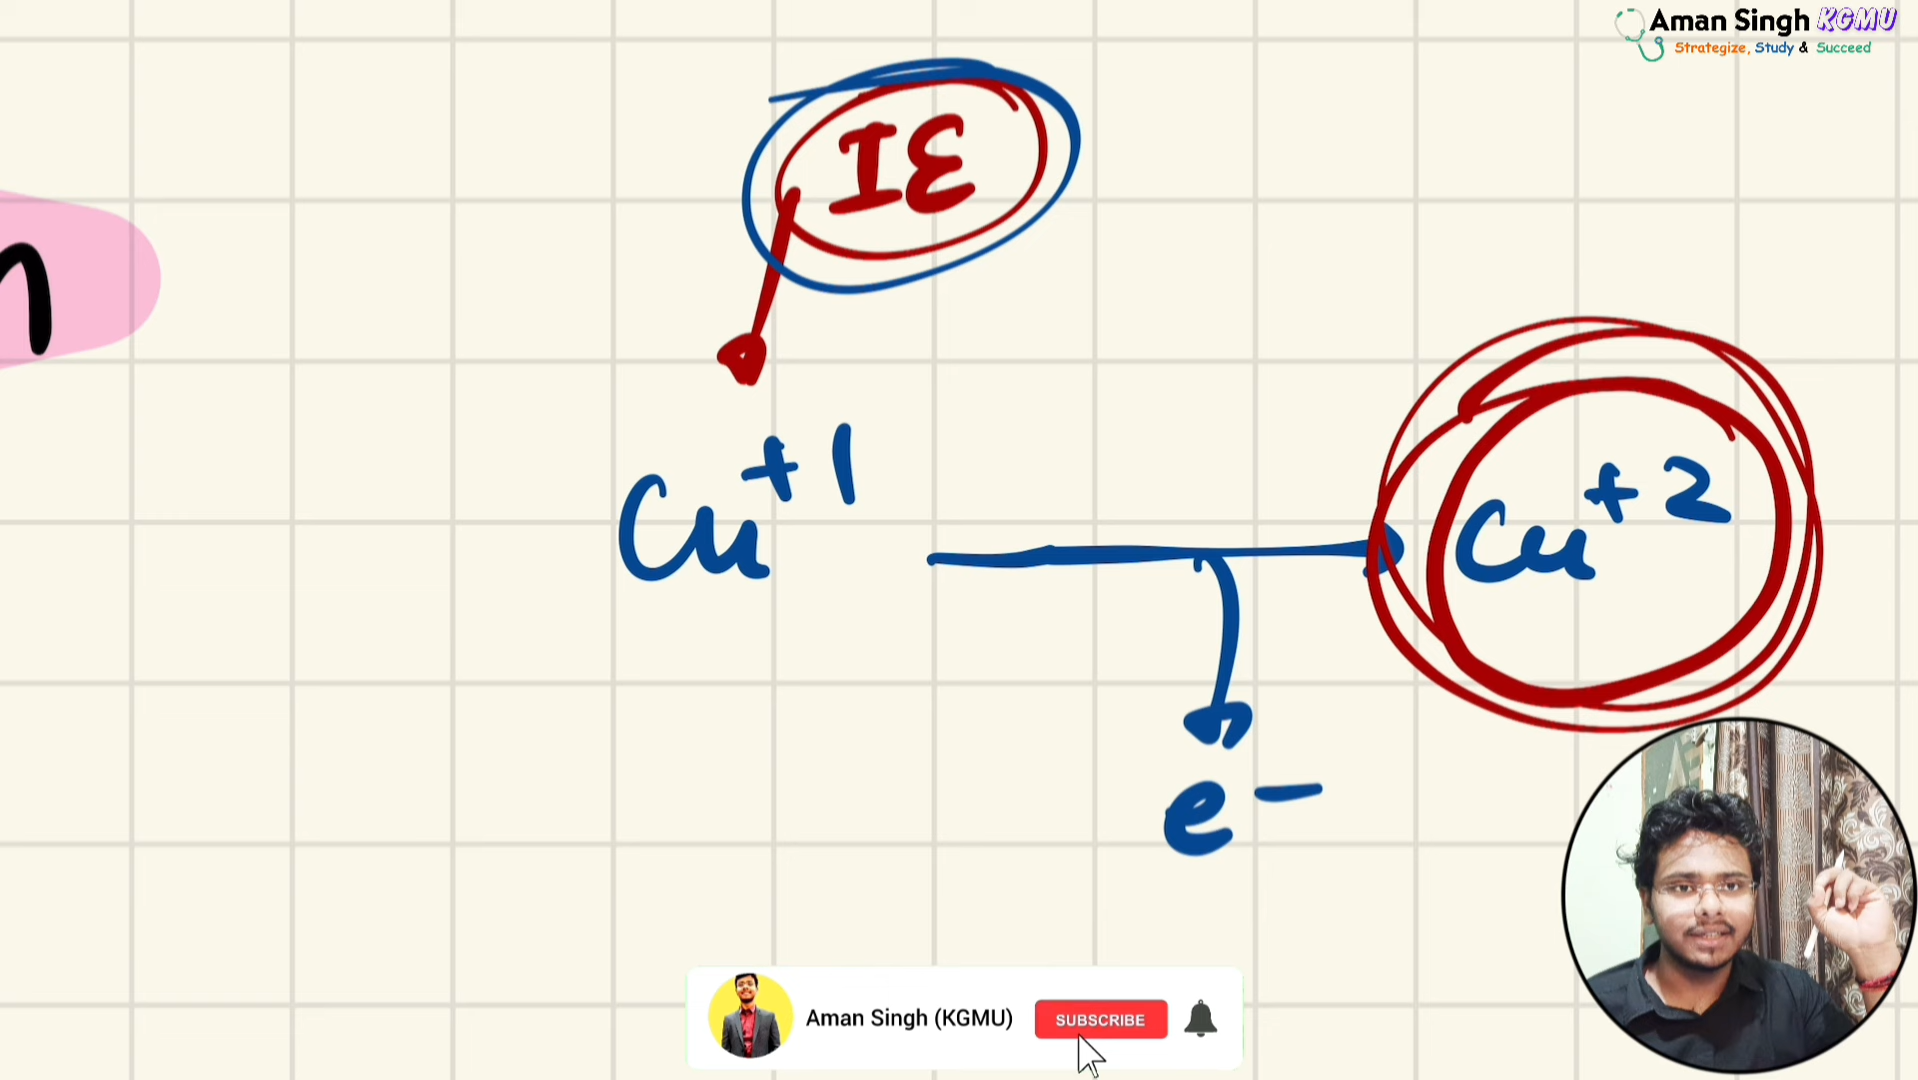 Aman Singh KGMU
Strategize, Study & Succeed
IE
n
Cu+1
Cu+2
e-
Aman Singh (KGMU)
SUBSCRIBE